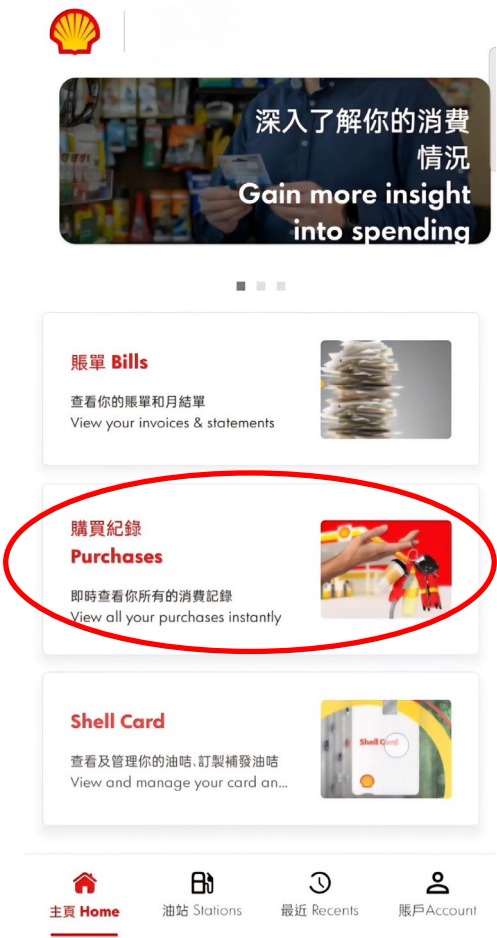 深入了解你的消費
情況
Gain more insight
into spending
賬單 Bills
查看你的賬單和月結單
View your invoices & statements
購買紀錄
Purchases
即時查看你所有的消費記錄
View all your purchases instantly
Shell Card
查看及管理你的油咭、訂製補發油咭
View and manage your card an...
Shell Card
主頁 Home
油站 Stations
最近 Recents
賬戶Account